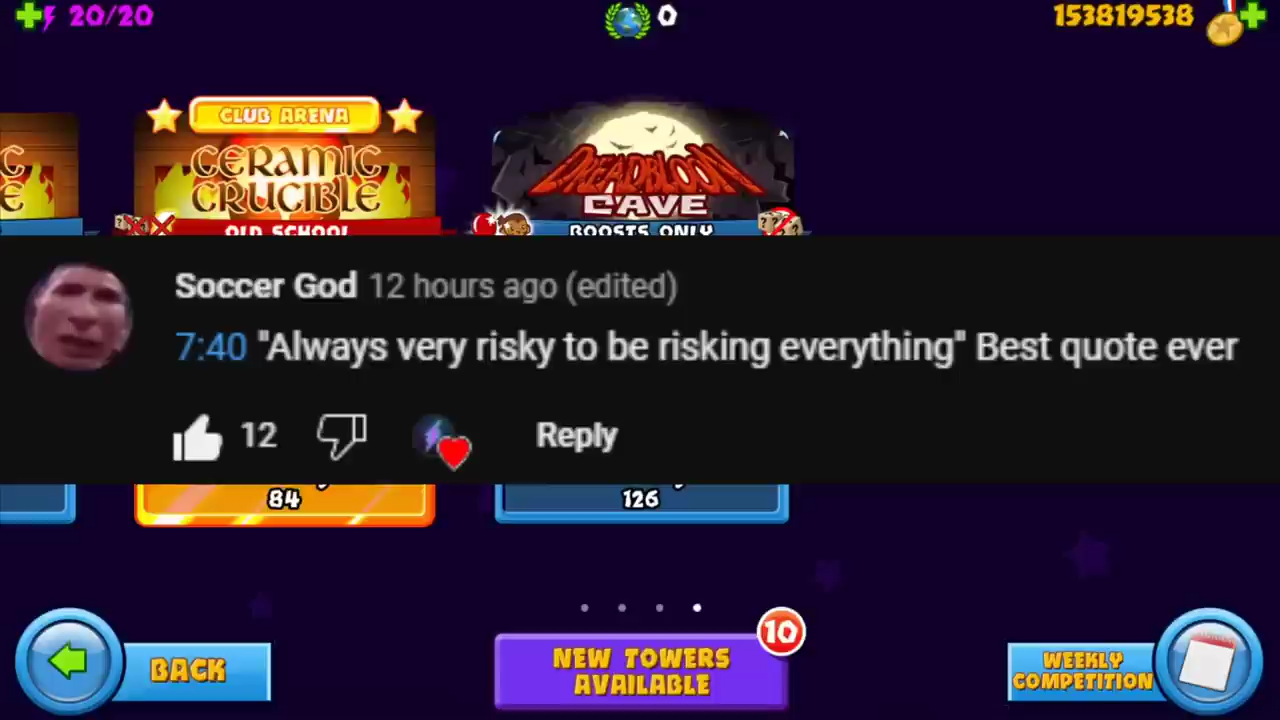 20/20
0
153819538
CLUB ARENA
CERAMIC
CRUCIBLE
OLD SCHOOL
C
E
DREADBLOON
CAVE
BOOSTS ONLY
Soccer God 12 hours ago (edited)
7:40 "Always very risky to be risking everything" Best quote ever
12
Reply
84
126
10
NEW TOWERS
AVAILABLE
BACK
WEEKLY
COMPETITION